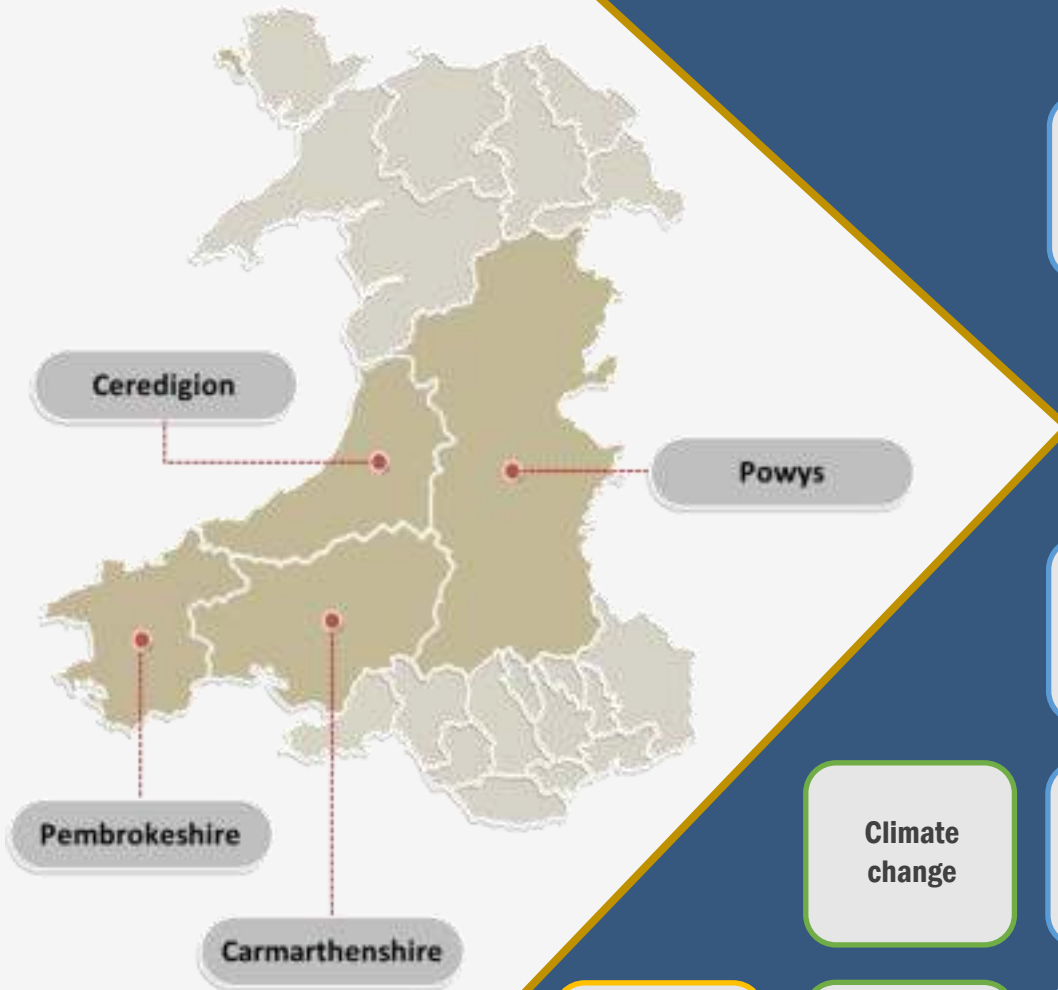 Ceredigion
Powys
Pembrokeshire
Climate
change
Carmarthenshire